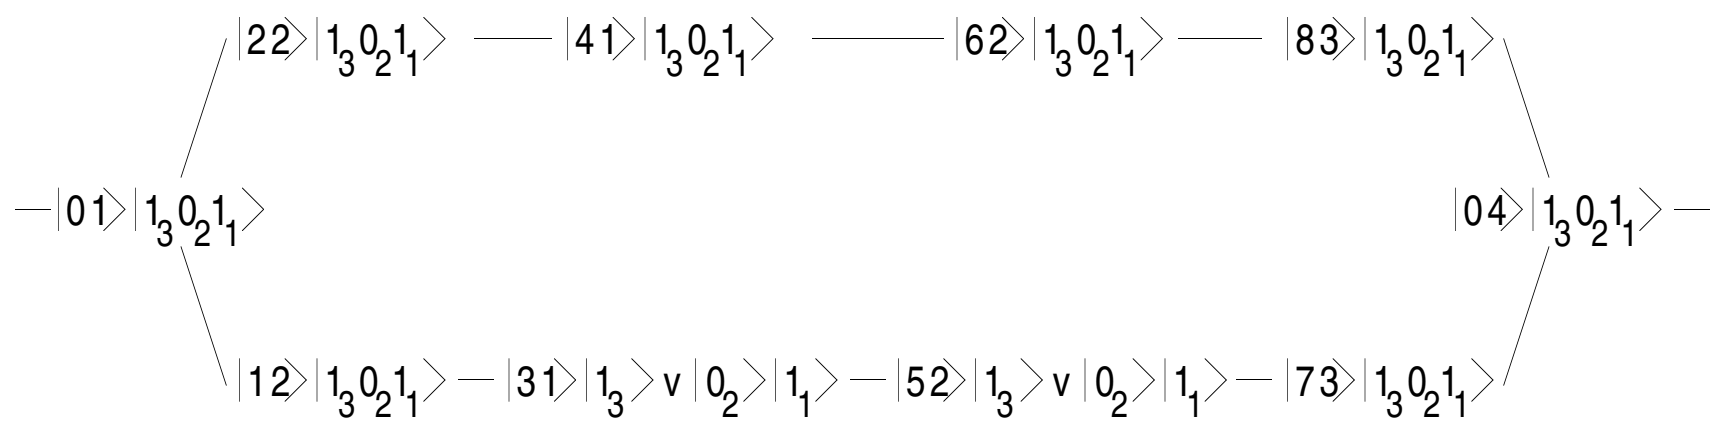 |22>|1₃0₂1₁> — |41>|1₃0₂1₁> — |62>|1₃0₂1₁> — |83>|1₃0₂1₁>
—|01>|1₃0₂1₁> |04>|1₃0₂1₁>—
|12>|1₃0₂1₁> — |31>|1₃> v |0₂>|1₁> — |52>|1₃> v |0₂>|1₁> — |73>|1₃0₂1₁>